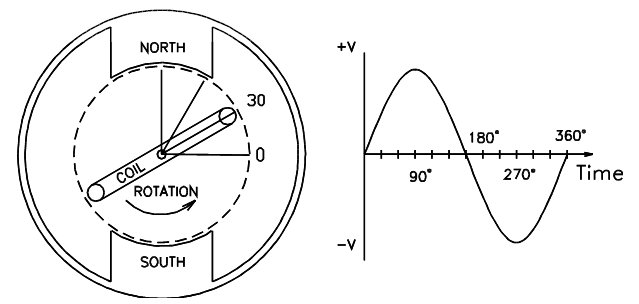 NORTH
30
0
COIL
ROTATION
SOUTH
+V
180°
360°
90°
270°
Time
-V